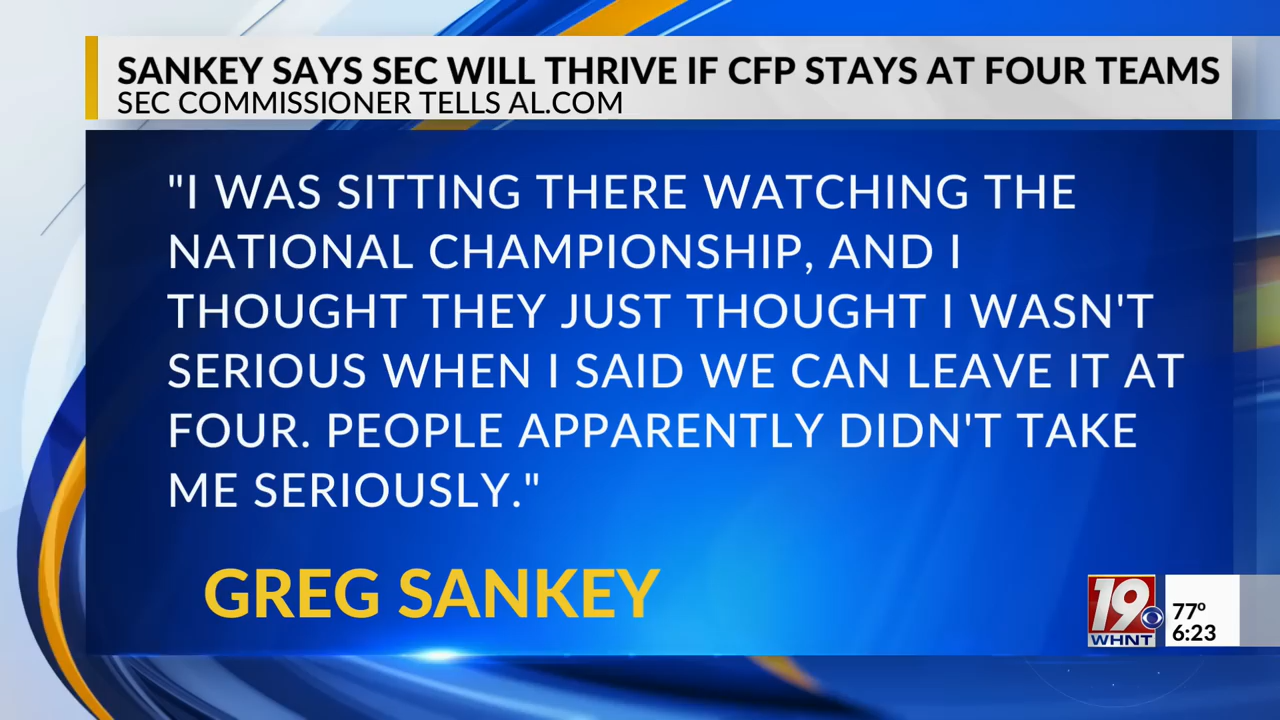 SANKEY SAYS SEC WILL THRIVE IF CFP STAYS AT FOUR TEAMS
SEC COMMISSIONER TELLS AL.COM
"I WAS SITTING THERE WATCHING THE
NATIONAL CHAMPIONSHIP, AND I
THOUGHT THEY JUST THOUGHT I WASN'T
SERIOUS WHEN I SAID WE CAN LEAVE IT AT
FOUR. PEOPLE APPARENTLY DIDN'T TAKE
ME SERIOUSLY."
GREG SANKEY
19
WHNT
77°
6:23